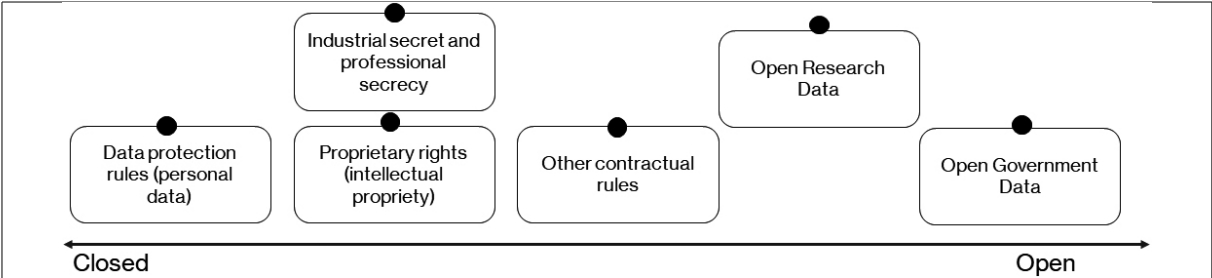 Industrial secret and
professional
secrecy
Open Research
Data
Data protection
rules (personal
data)
Proprietary rights
(intellectual
propriety)
Other contractual
rules
Open Government
Data
Closed
Open